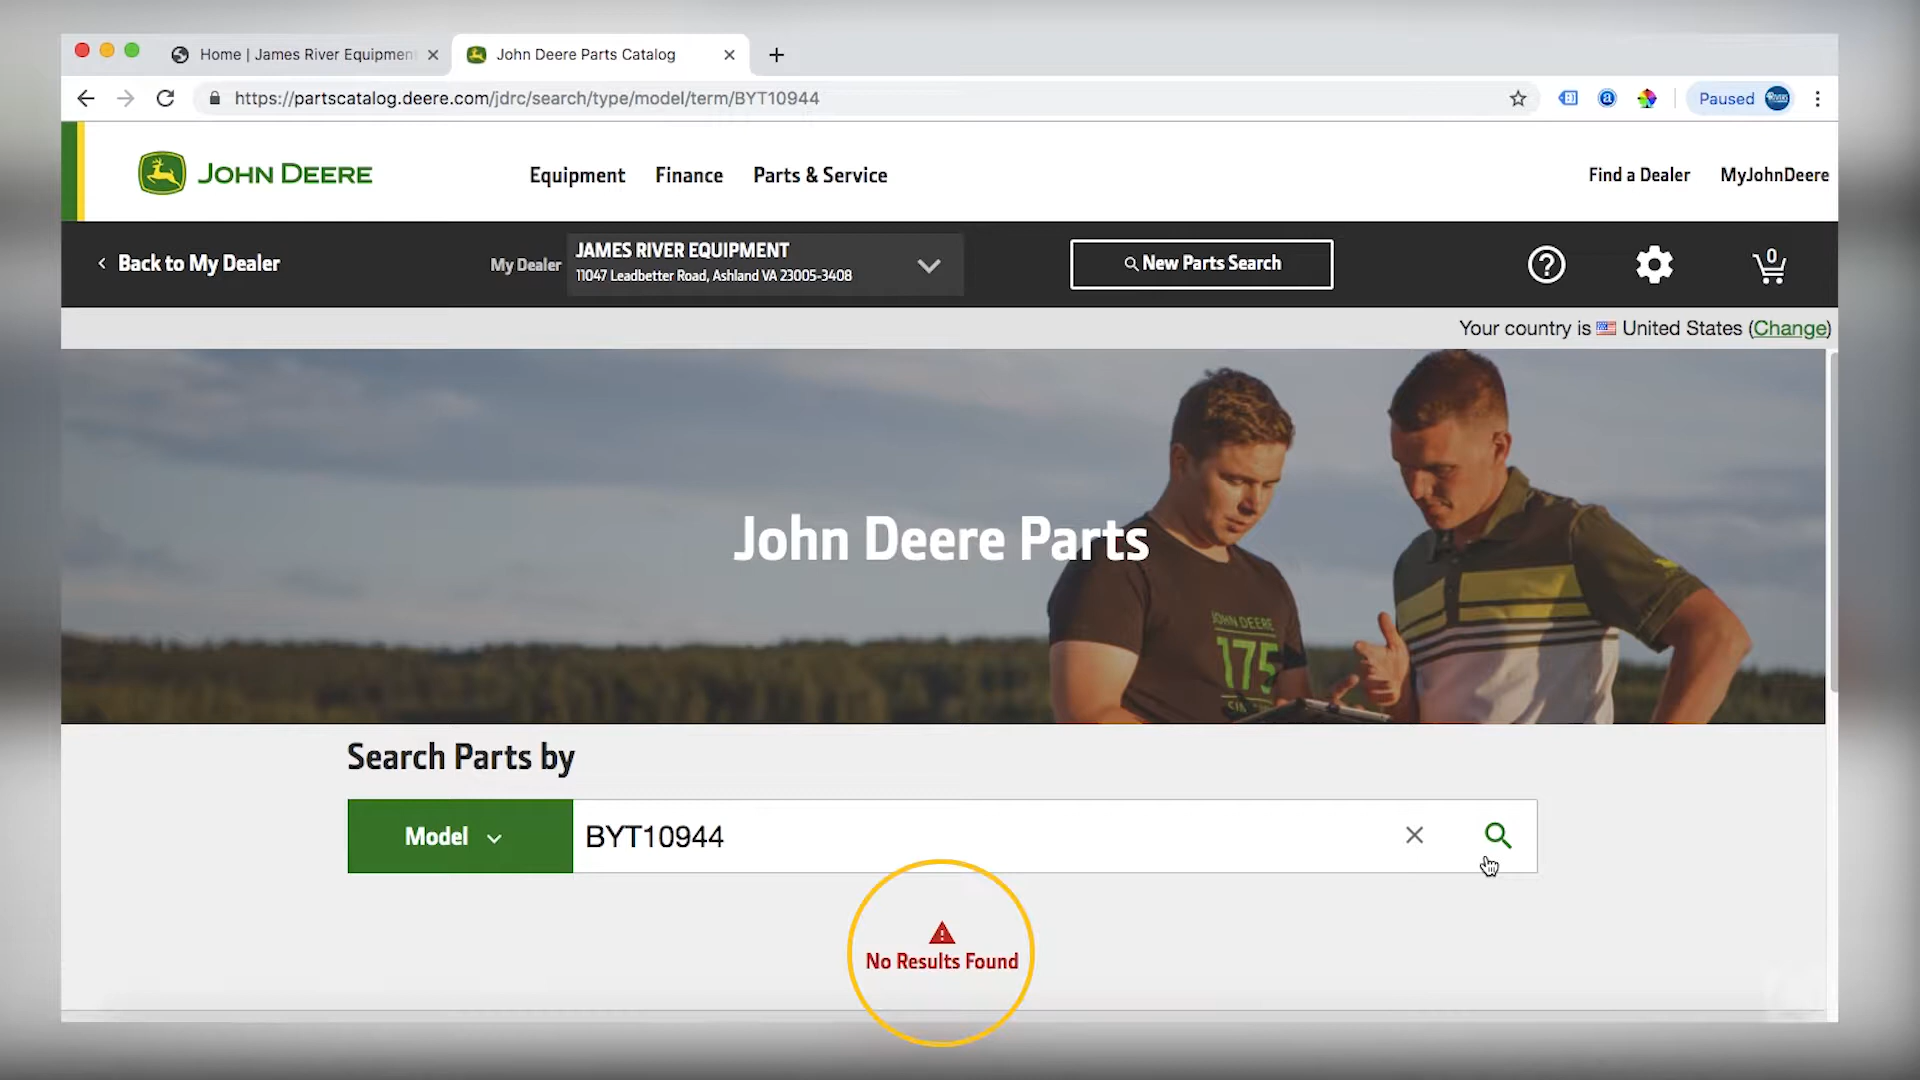 Home | James River Equipmen
John Deere Parts Catalog
https://partscatalog.deere.com/jdrc/search/type/model/term/BYT10944
Paused
JOHN DEERE
Equipment
Finance
Parts & Service
Find a Dealer
MyJohnDeere
Back to My Dealer
My Dealer
JAMES RIVER EQUIPMENT
11047 Leadbetter Road, Ashland VA 23005-3408
New Parts Search
0
Your country is United States (Change)
John Deere Parts
JOHN DEERE
175
Search Parts by
Model
BYT10944
No Results Found